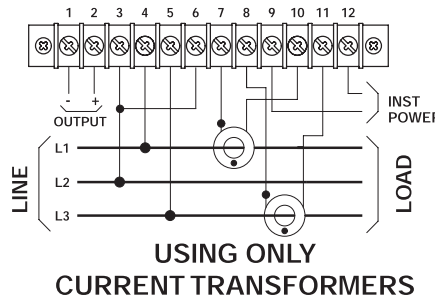 1 2 3 4 5 6 7 8 9 10 11 12
- +
OUTPUT
INST
POWER
L1
L2
L3
LINE
LOAD
USING ONLY
CURRENT TRANSFORMERS